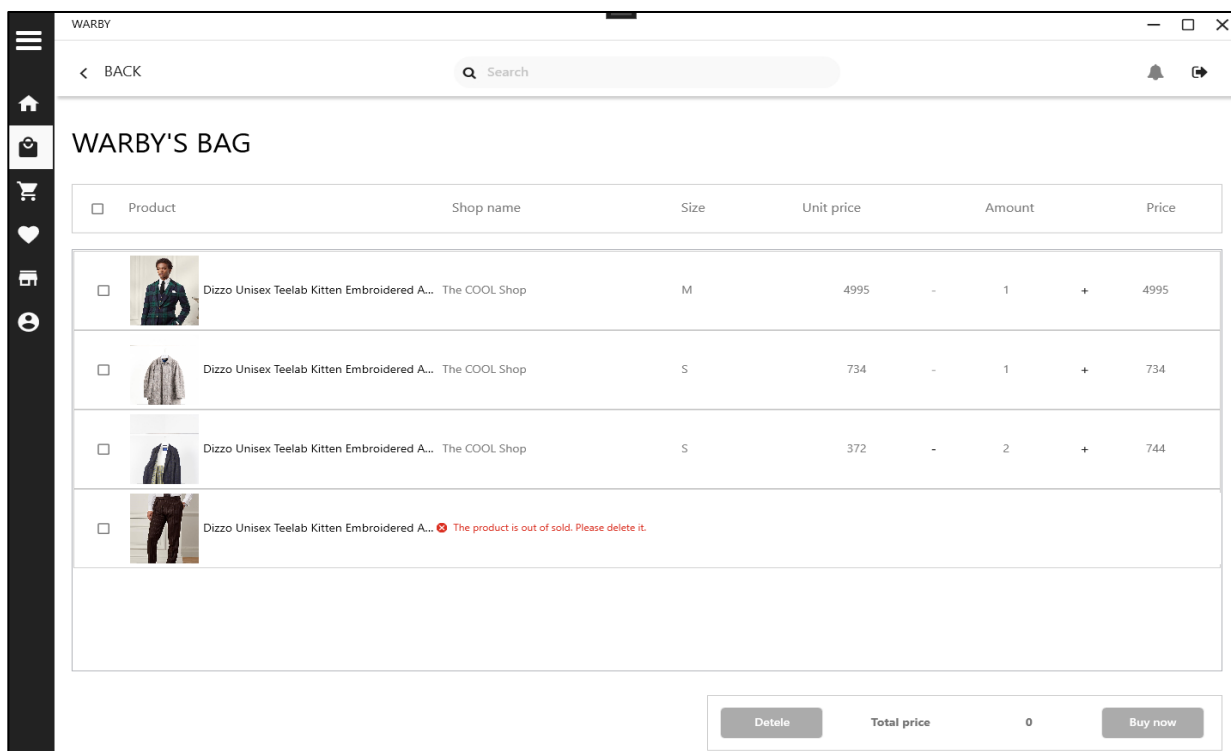 WARBY
BACK
Search
WARBY'S BAG
Product Shop name Size Unit price Amount Price
Dizzo Unisex Teelab Kitten Embroidered A... The COOL Shop M 4995 - 1 + 4995
Dizzo Unisex Teelab Kitten Embroidered A... The COOL Shop S 734 - 1 + 734
Dizzo Unisex Teelab Kitten Embroidered A... The COOL Shop S 372 - 2 + 744
Dizzo Unisex Teelab Kitten Embroidered A... The product is out of sold. Please delete it.
Detele Total price 0 Buy now